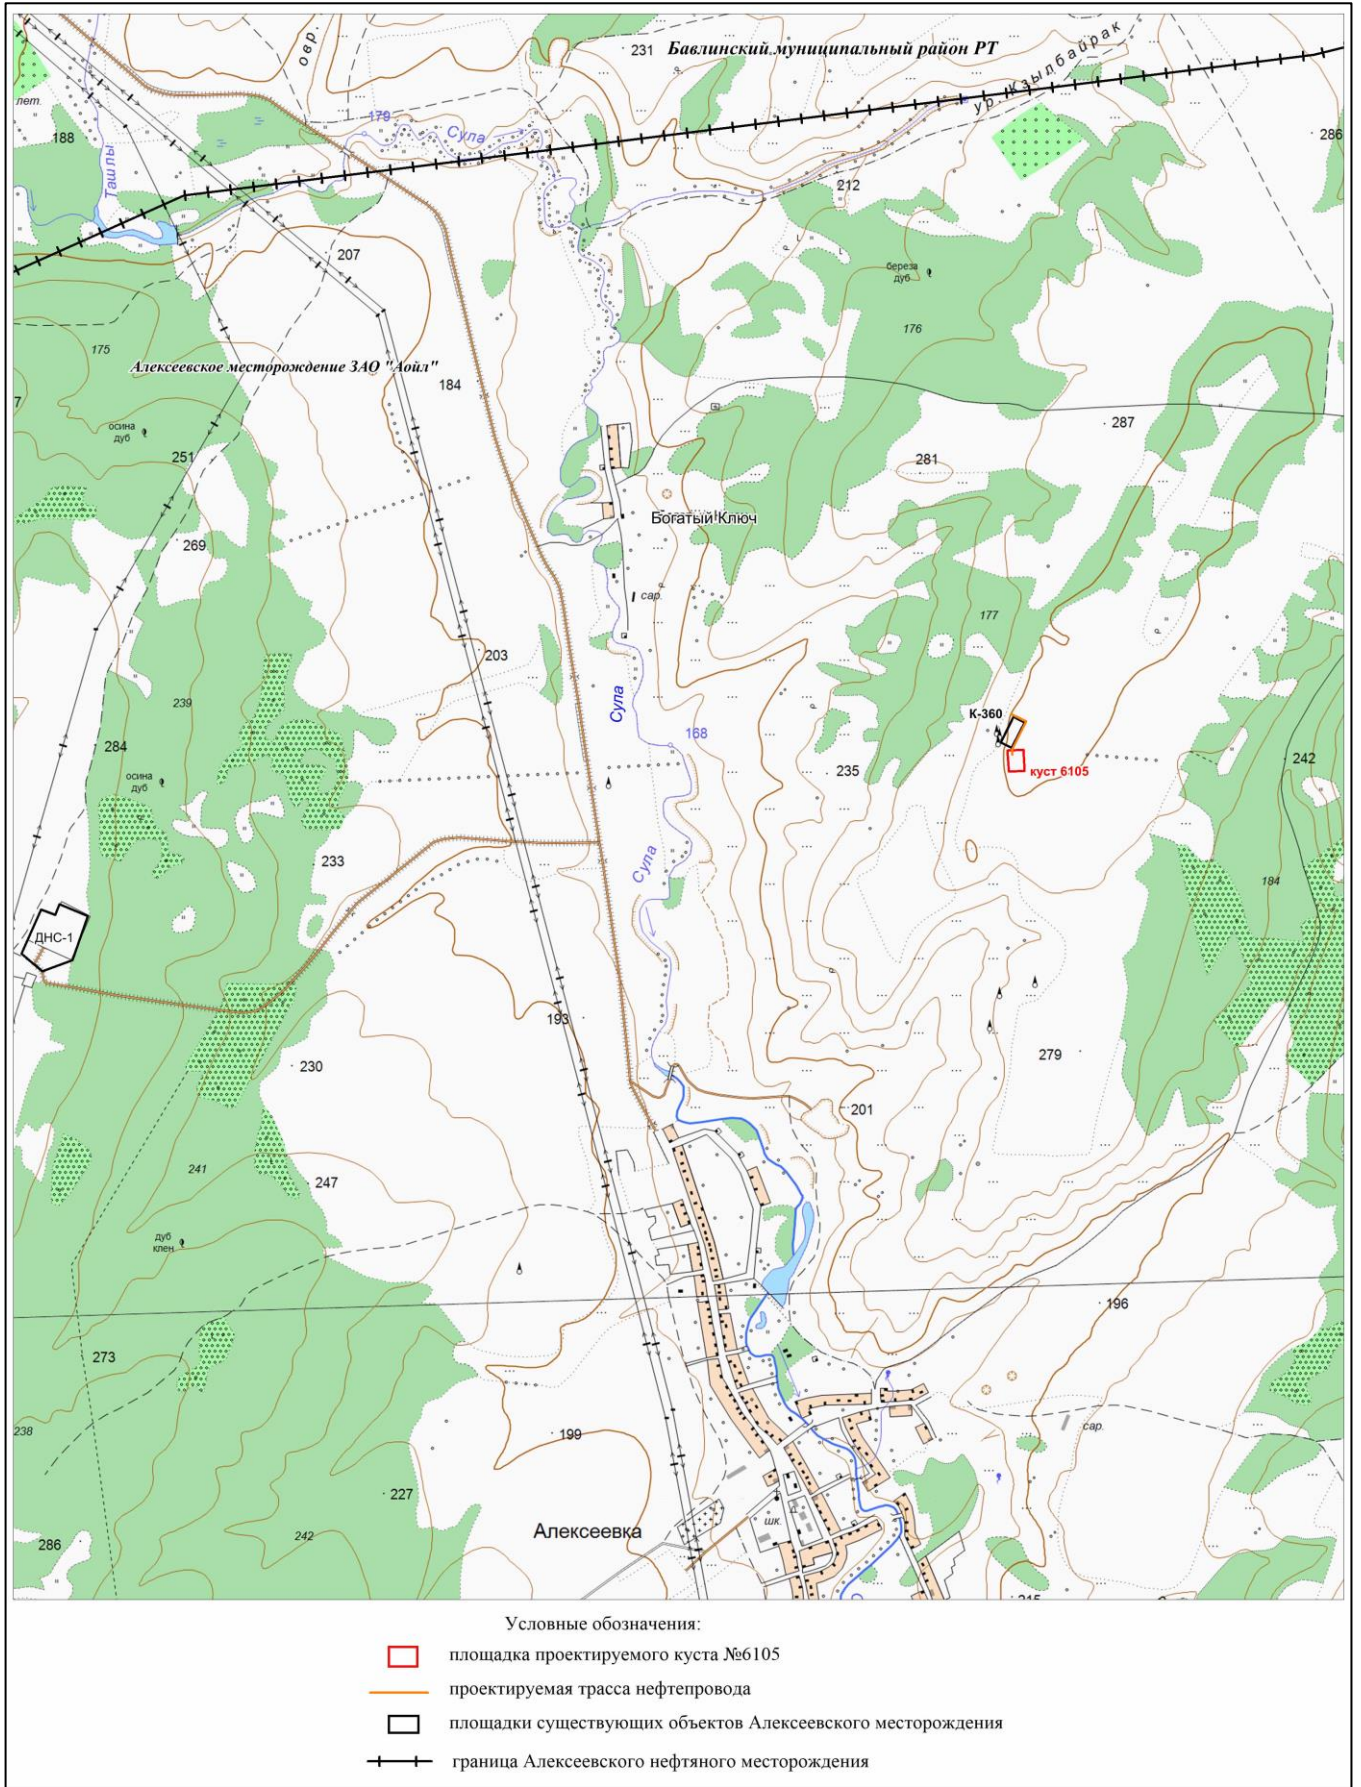 231
Бавлинский муниципальный район РТ
овр.
ур. Кзылбайрак
лет.
188
179
Сула
286
Ташлы
212
207
береза
дуб
176
175
Алексеевское месторождение ЗАО "Аойл"
184
7
осина
дуб
287
251
281
Богатый Ключ
269
сар.
177
203
239
Сула
К-360
168
284
235
242
куст 6105
осина
дуб
233
Сула
184
ДНС-1
193
279
230
201
241
247
дуб
клен
196
273
238
199
сар.
227
шк.
Алексеевка
286
242
215
Условные обозначения:
площадка проектируемого куста №6105
проектируемая трасса нефтепровода
площадки существующих объектов Алексеевского месторождения
граница Алексеевского нефтяного месторождения